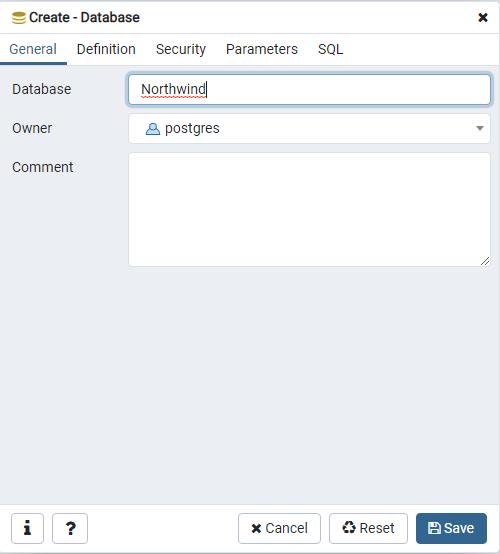 Create - Database
General Definition Security Parameters SQL
Database Northwind
Owner postgres
Comment
i ? Cancel Reset Save